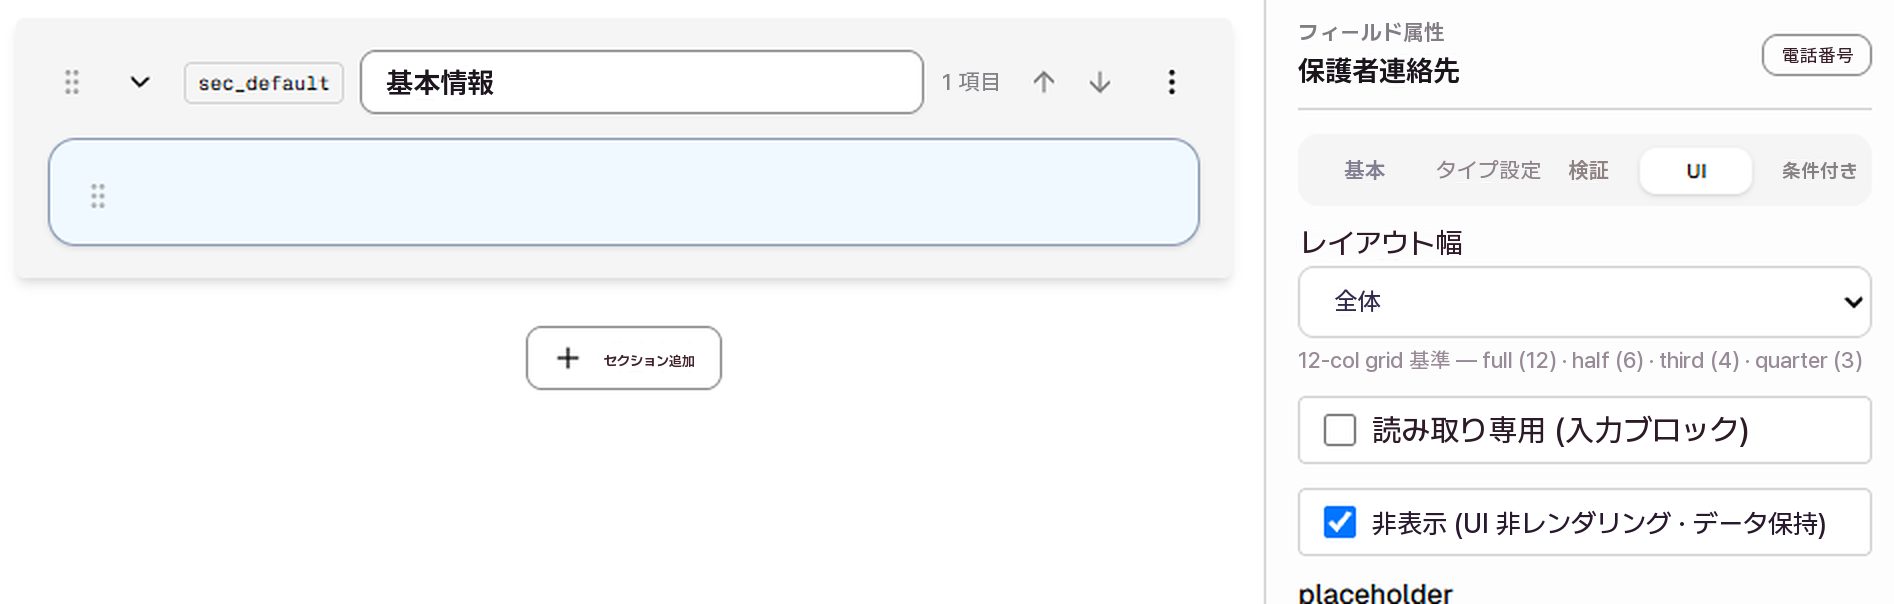 sec_default
基本情報
1 項目
セクション追加
フィールド属性
保護者連絡先
電話番号
基本 タイプ設定 検証 UI 条件付き
レイアウト幅
全体
12-col grid 基準 — full (12) · half (6) · third (4) · quarter (3)
読み取り専用 (入力ブロック)
非表示 (UI 非レンダリング · データ保持)
placeholder